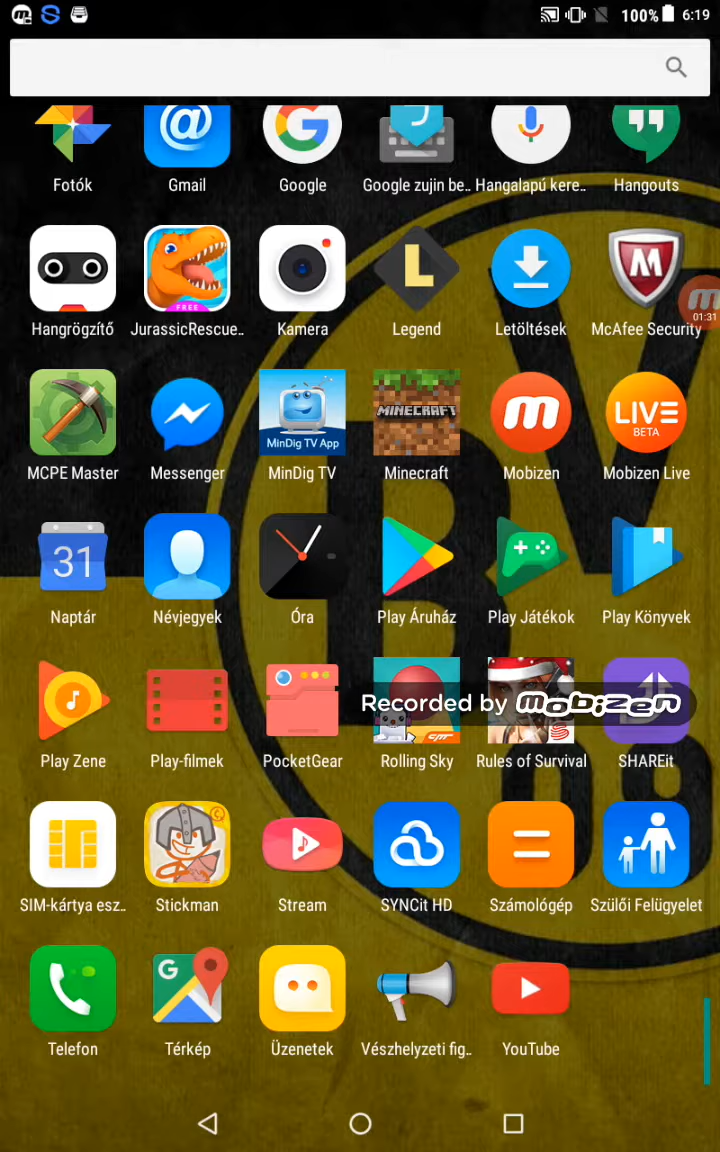 100% 6:19
Fotók Gmail Google Google zujin be.. Hangalapú kere.. Hangouts
L M
01:31
FREE
Hangrögzítő JurassicRescue.. Kamera Legend Letöltések McAfee Security
MinDig TV App MINECRAFT LIVE BETA
MCPE Master Messenger MinDig TV Minecraft Mobizen Mobizen Live
31
Naptár Névjegyek Óra Play Áruház Play Játékok Play Könyvek
Recorded by mobizen
Play Zene Play-filmek PocketGear Rolling Sky Rules of Survival SHAREit
SIM-kártya esz.. Stickman Stream SYNCit HD Számológép Szülői Felügyelet
G
Telefon Térkép Üzenetek Vészhelyzeti fig.. YouTube